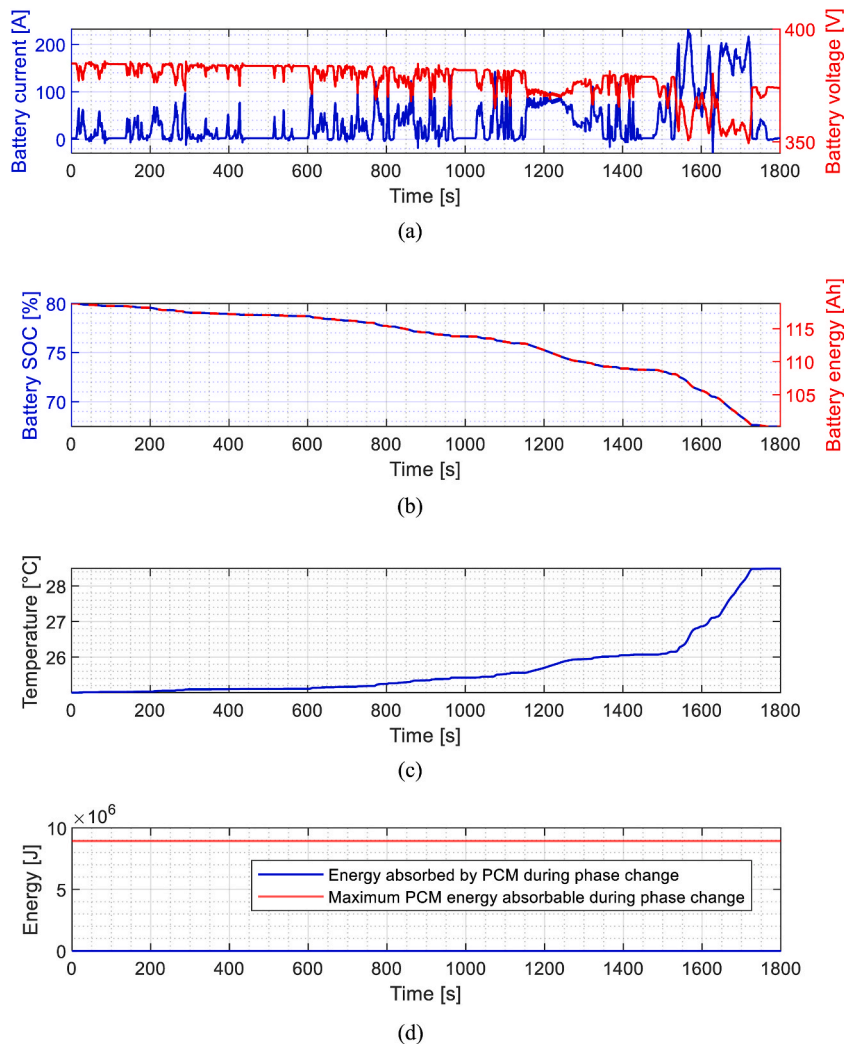 Battery current [A]
200
100
0
400
350
Battery voltage [V]
0 200 400 600 800 1000 1200 1400 1600 1800
Time [s]
(a)
Battery SOC [%]
80
75
70
115
110
105
Battery energy [Ah]
0 200 400 600 800 1000 1200 1400 1600 1800
Time [s]
(b)
Temperature [°C]
28
27
26
0 200 400 600 800 1000 1200 1400 1600 1800
Time [s]
(c)
×10⁶
Energy [J]
10
5
0
Energy absorbed by PCM during phase change
Maximum PCM energy absorbable during phase change
0 200 400 600 800 1000 1200 1400 1600 1800
Time [s]
(d)